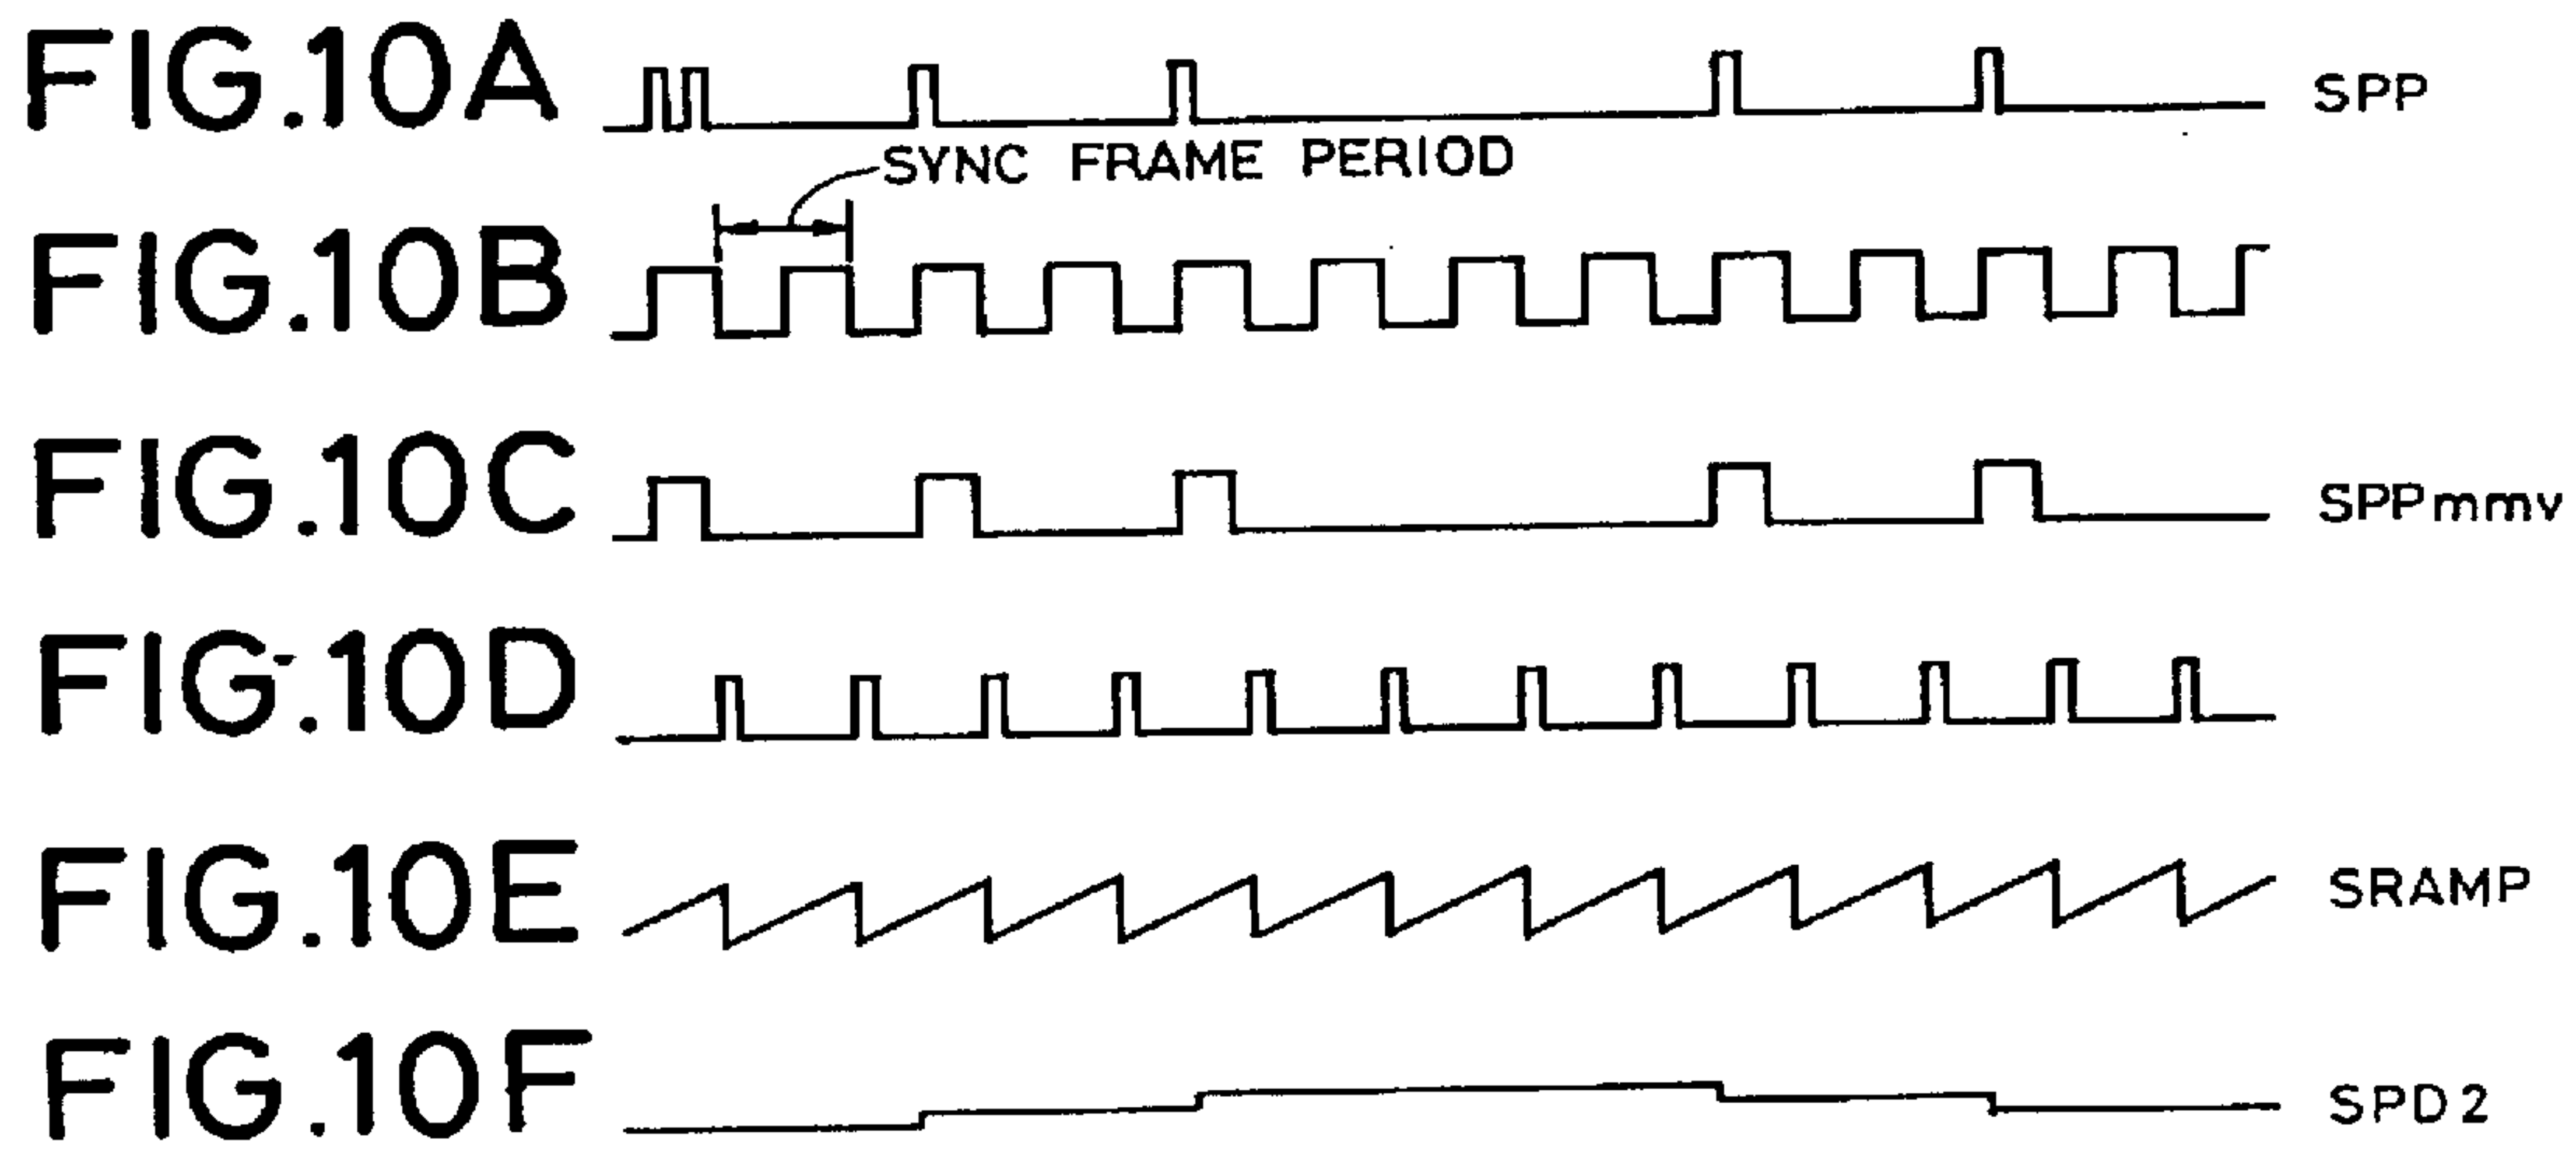 FIG.10A SPP
SYNC FRAME PERIOD
FIG.10B
FIG.10C SPPmmv
FIG.10D
FIG.10E SRAMP
FIG.10F SPD2